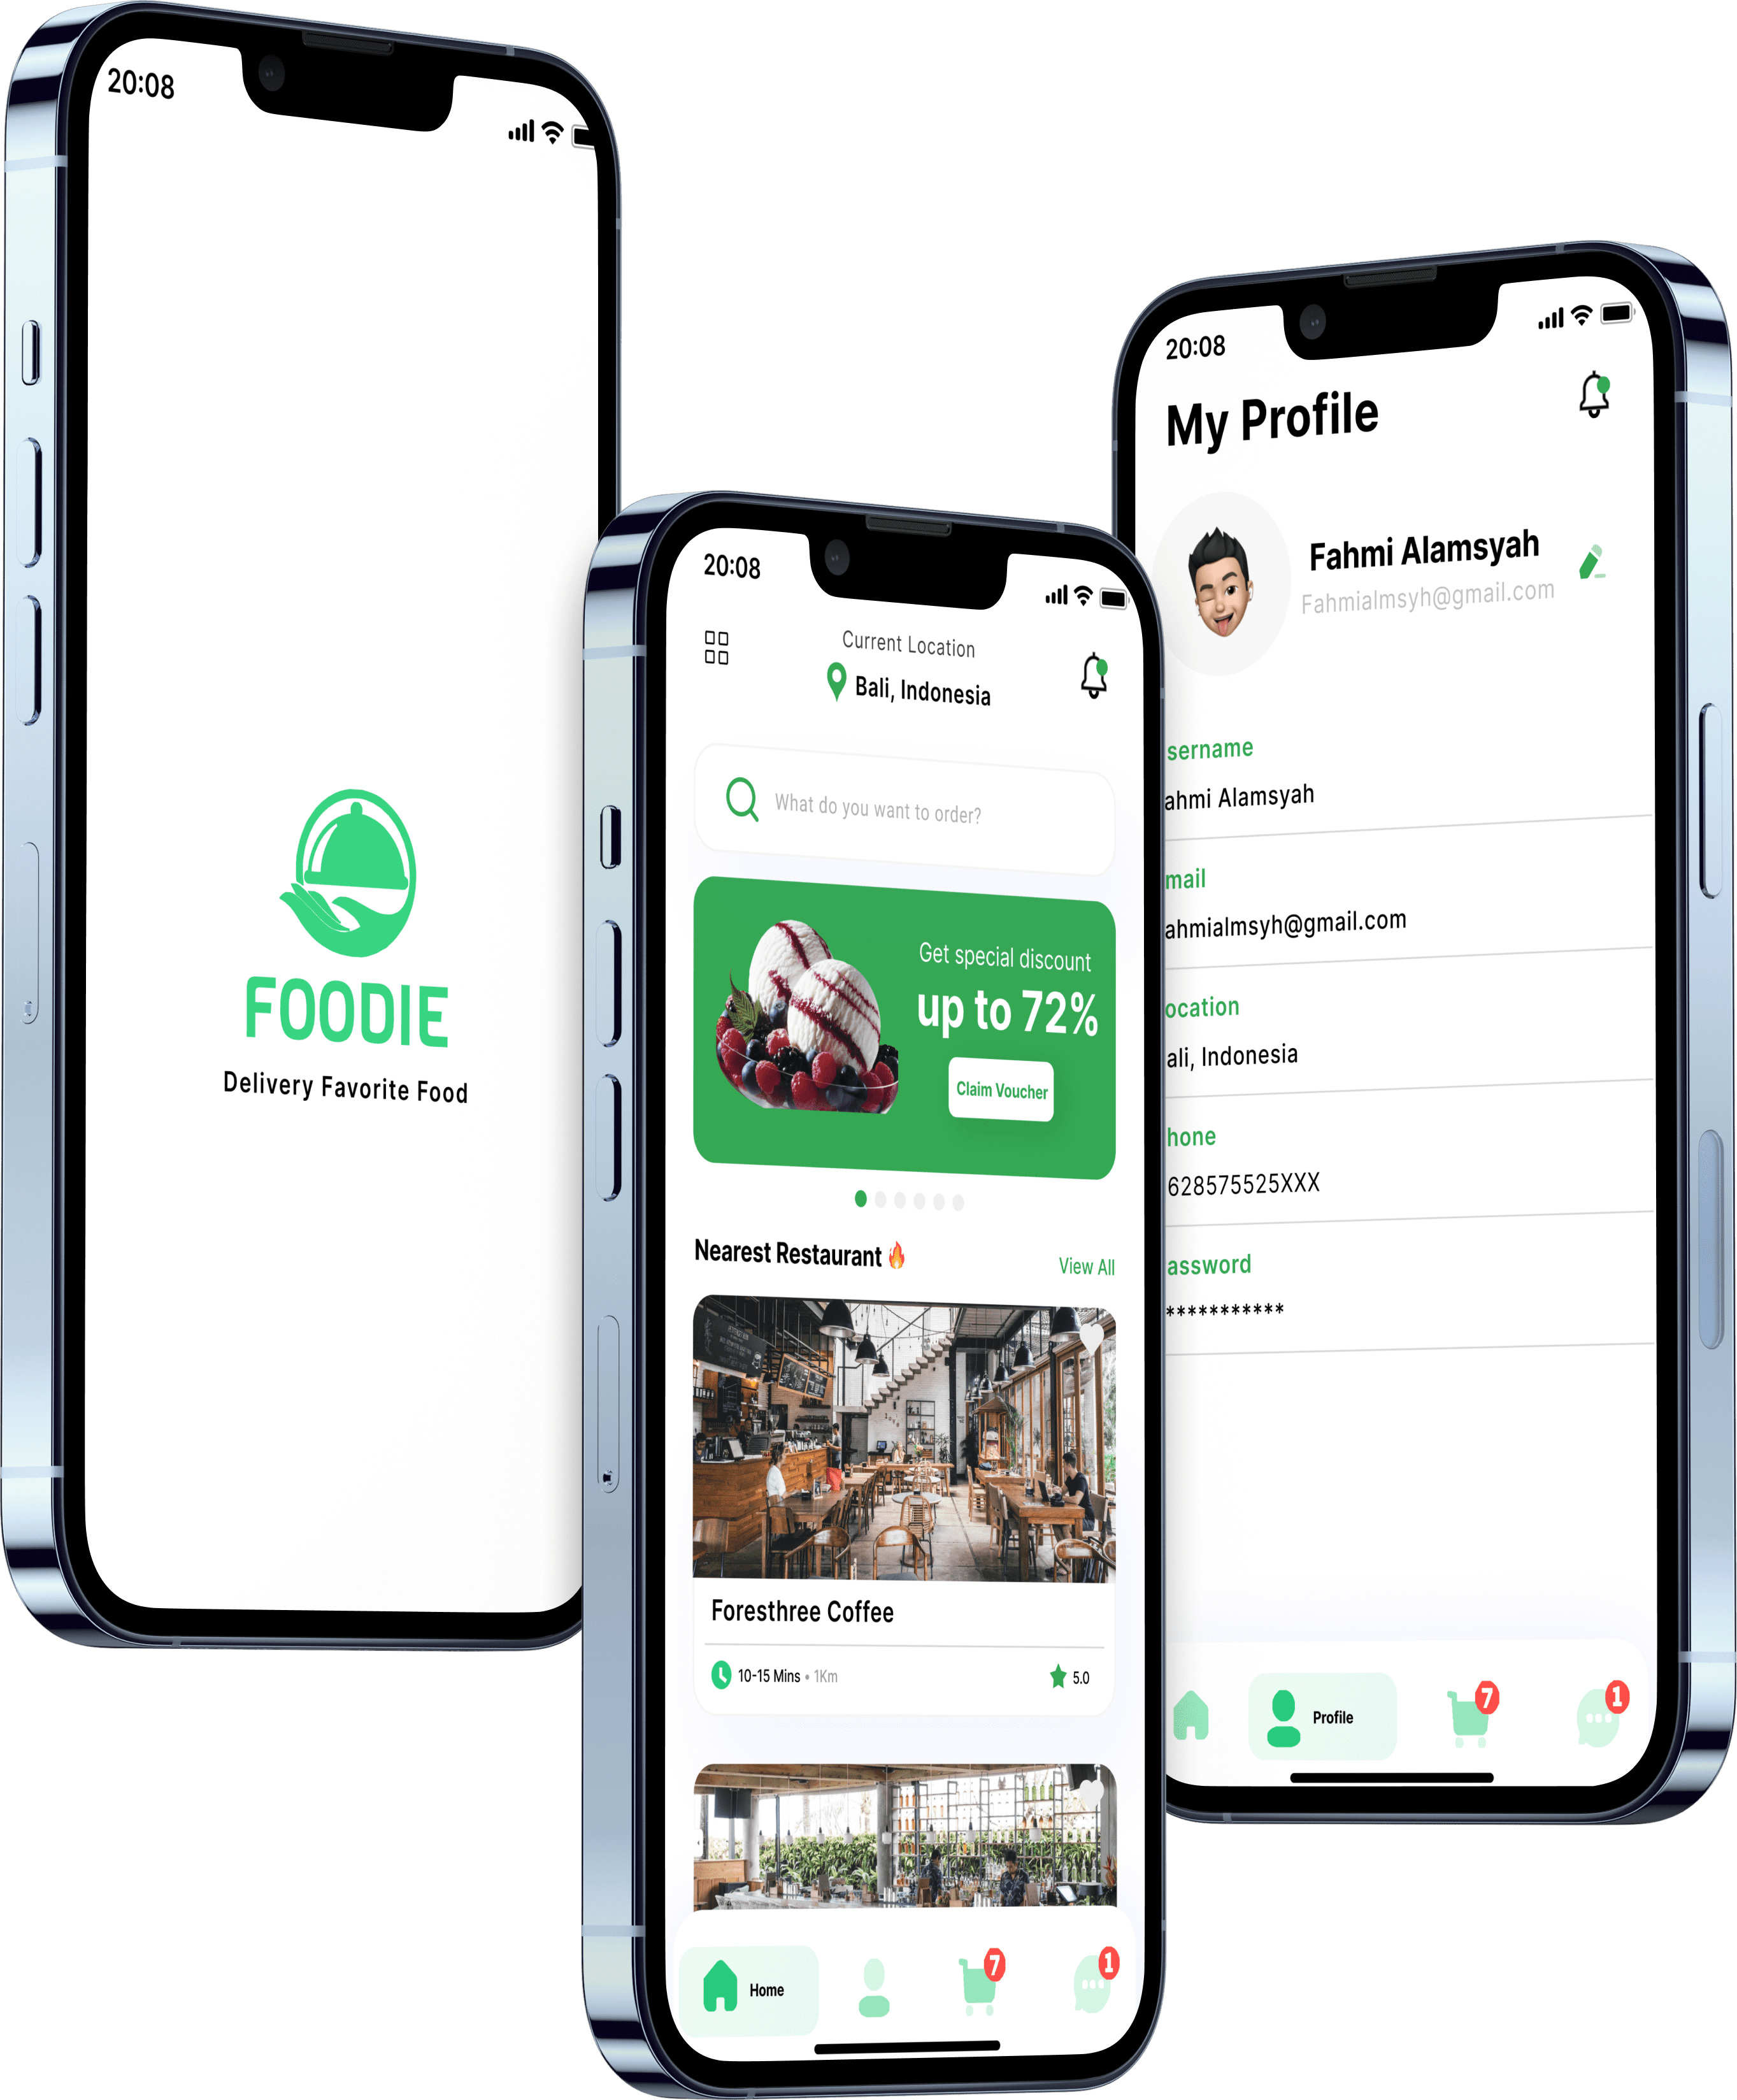 20:08
FOODIE
Delivery Favorite Food
20:08
Current Location
Bali, Indonesia
What do you want to order?
Get special discount
up to 72%
Claim Voucher
Nearest Restaurant 🔥
View All
Foresthree Coffee
10-15 Mins • 1Km
5.0
Home
7
1
20:08
My Profile
Fahmi Alamsyah
Fahmialmsyh@gmail.com
sername
ahmi Alamsyah
mail
ahmialmsyh@gmail.com
ocation
ali, Indonesia
hone
628575525XXX
assword
***********
Profile
7
1